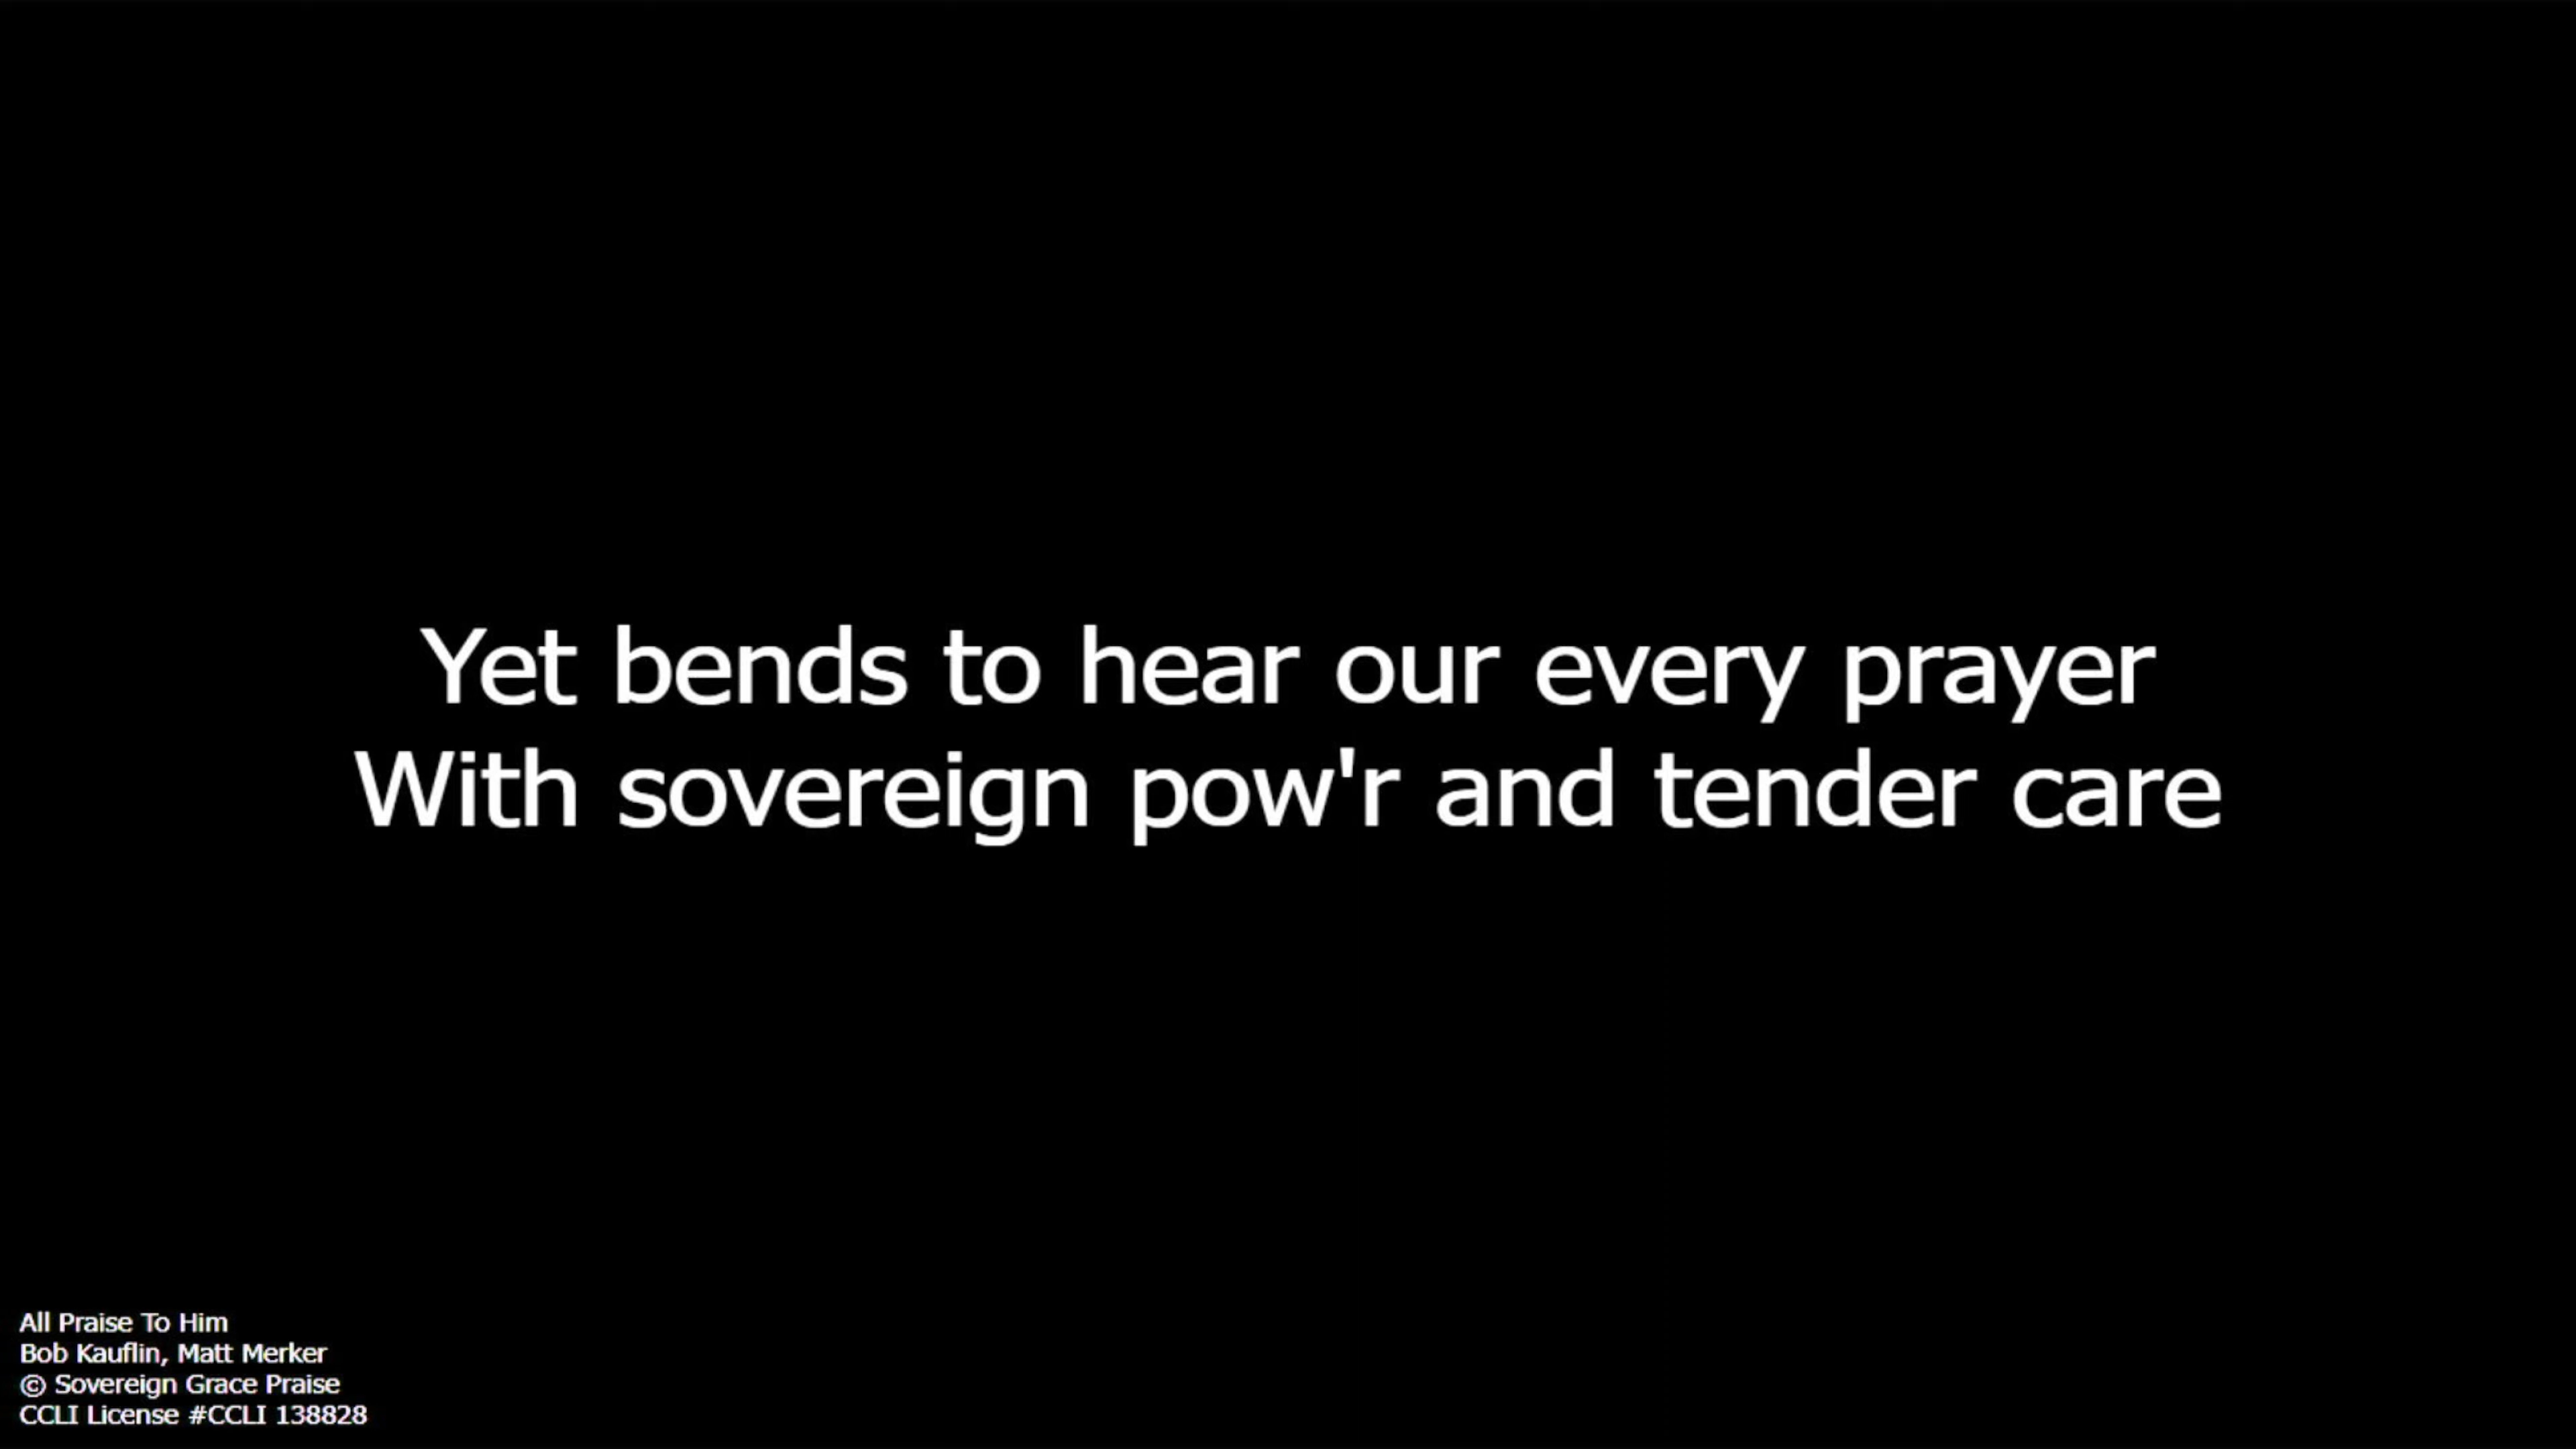 Yet bends to hear our every prayer
With sovereign pow'r and tender care
All Praise To Him
Bob Kauflin, Matt Merker
© Sovereign Grace Praise
CCLI License #CCLI 138828